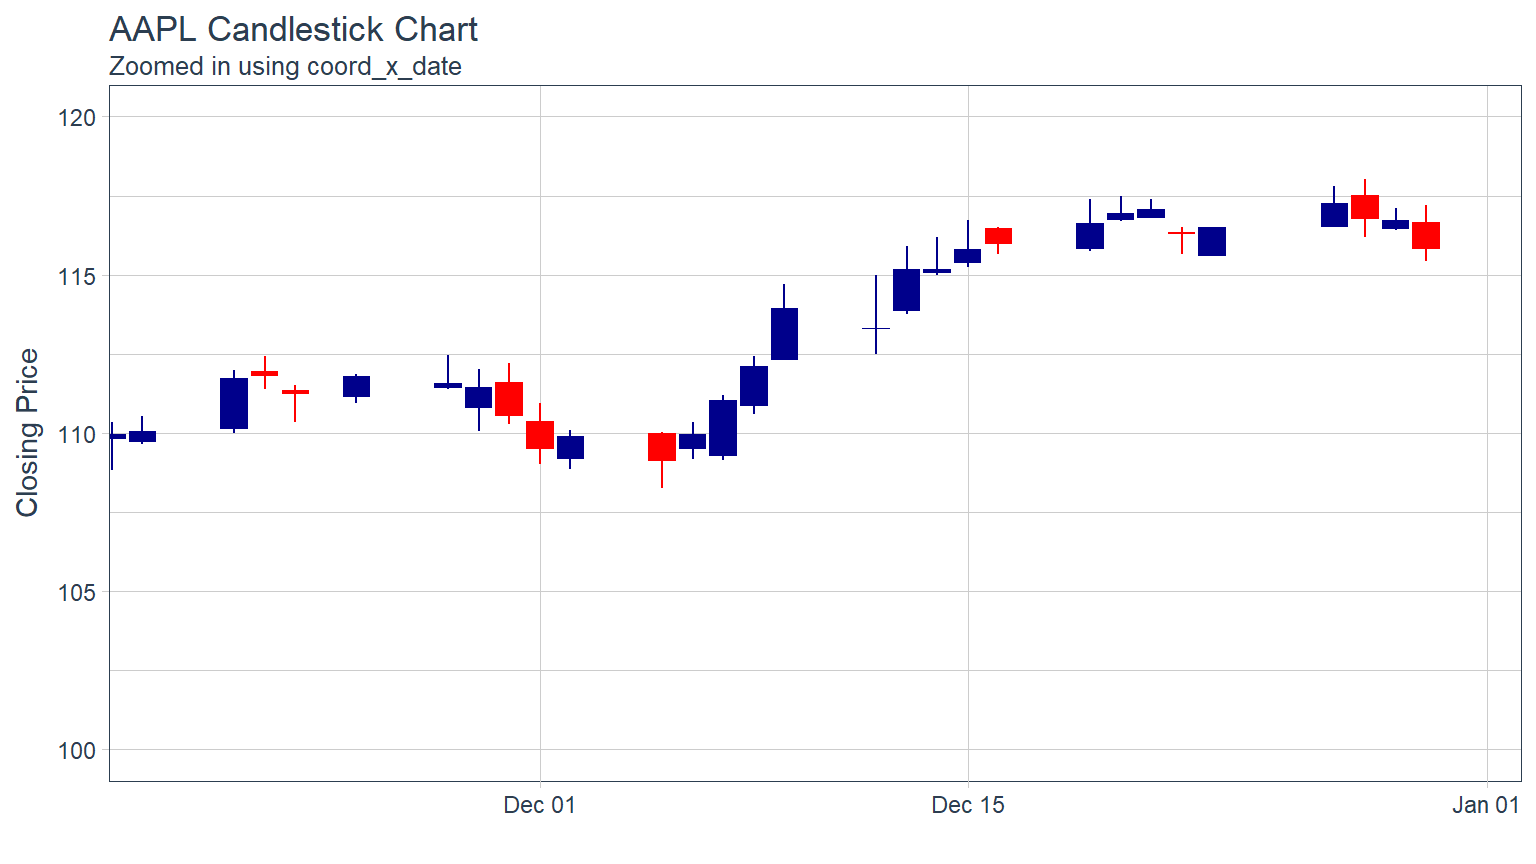 AAPL Candlestick Chart
Zoomed in using coord_x_date
Closing Price
120
115
110
105
100
Dec 01
Dec 15
Jan 01